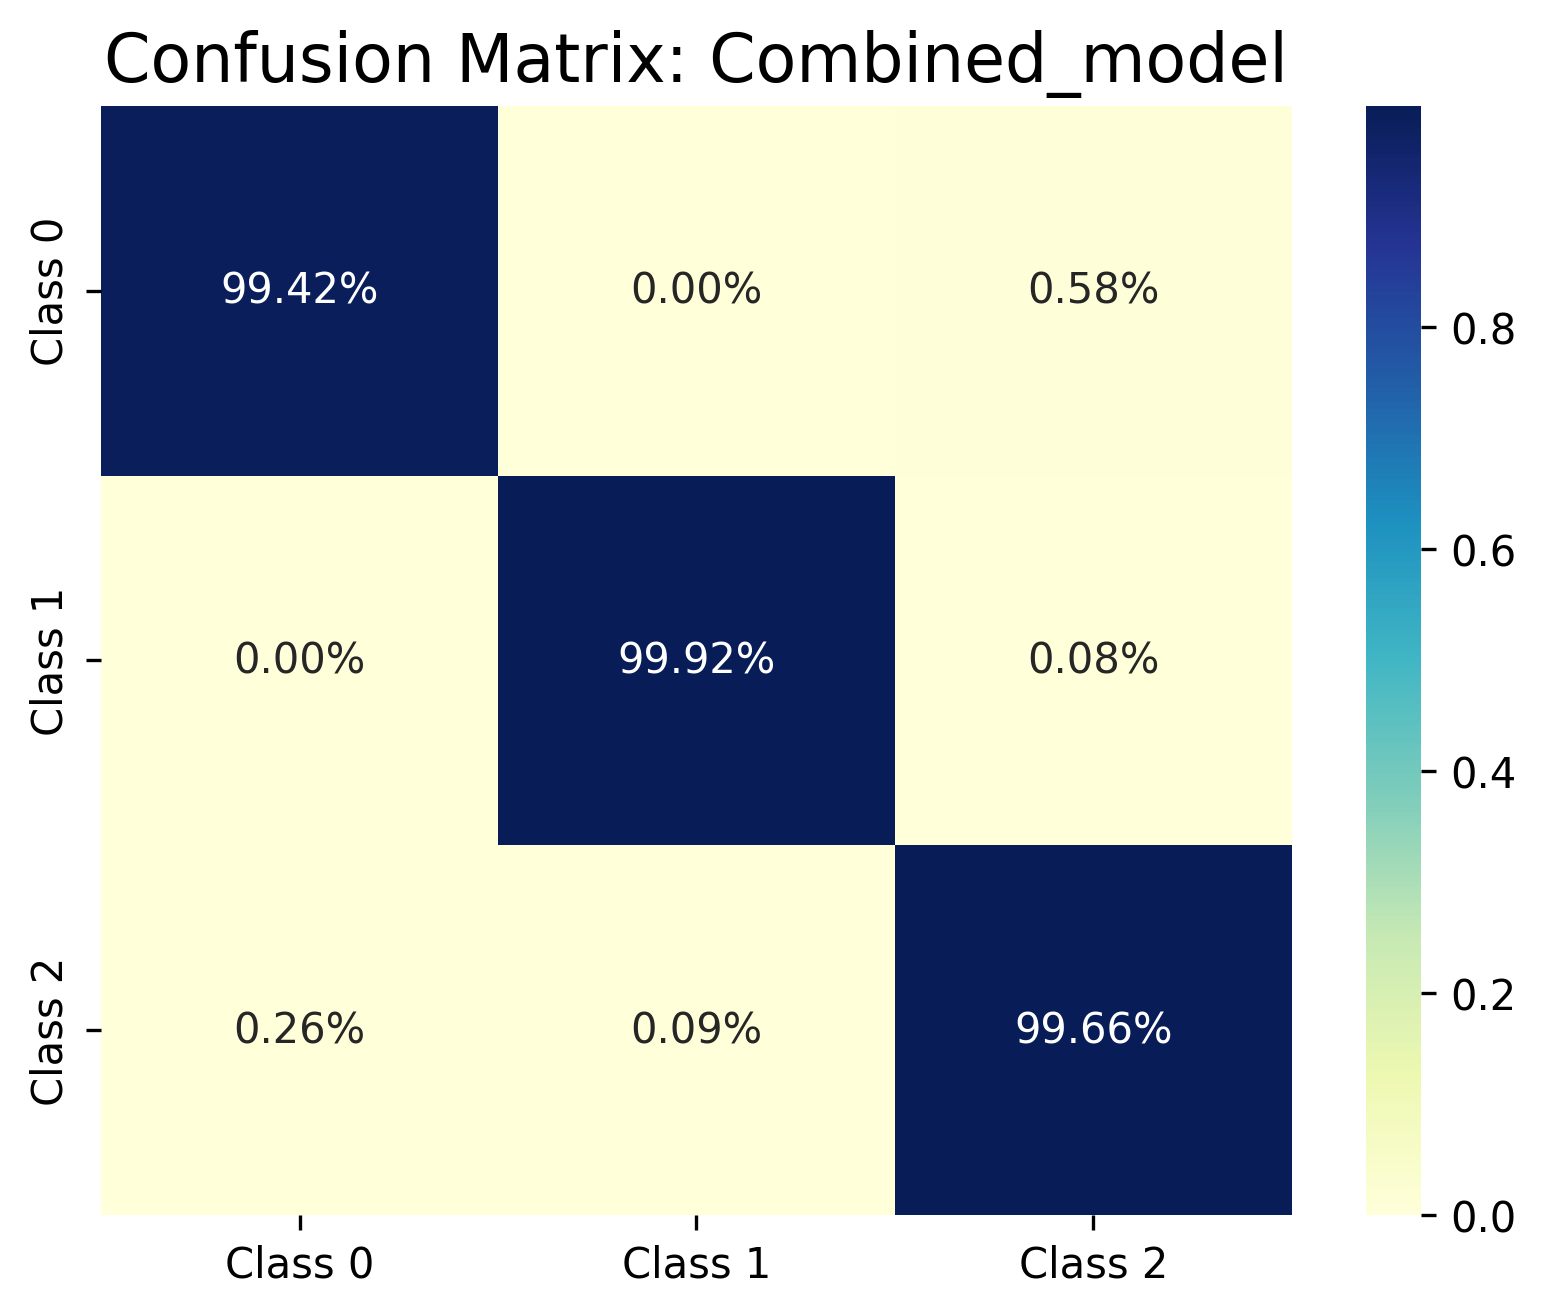 Confusion Matrix: Combined_model
Class 0
99.42%
0.00%
0.58%
Class 1
0.00%
99.92%
0.08%
Class 2
0.26%
0.09%
99.66%
Class 0
Class 1
Class 2
0.8
0.6
0.4
0.2
0.0